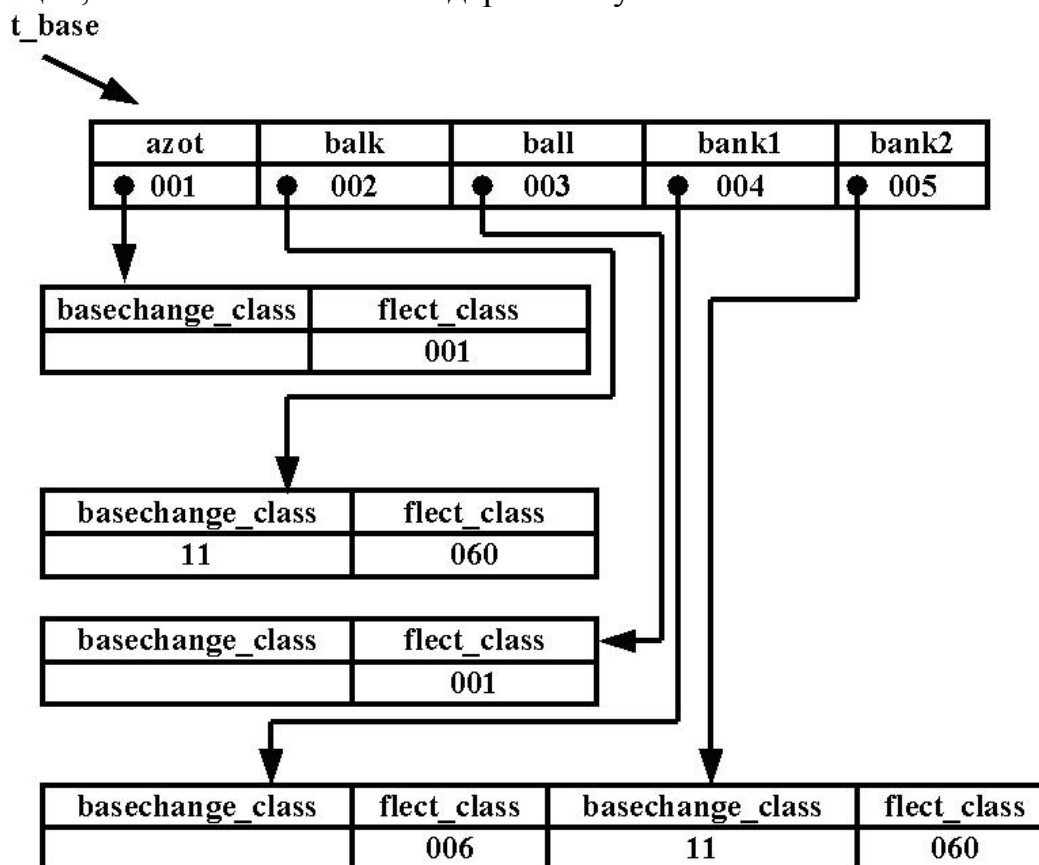 t_base
azot balk ball bank1 bank2
001 002 003 004 005
basechange_class flect_class
001
basechange_class flect_class
11 060
basechange_class flect_class
001
basechange_class flect_class basechange_class flect_class
006 11 060